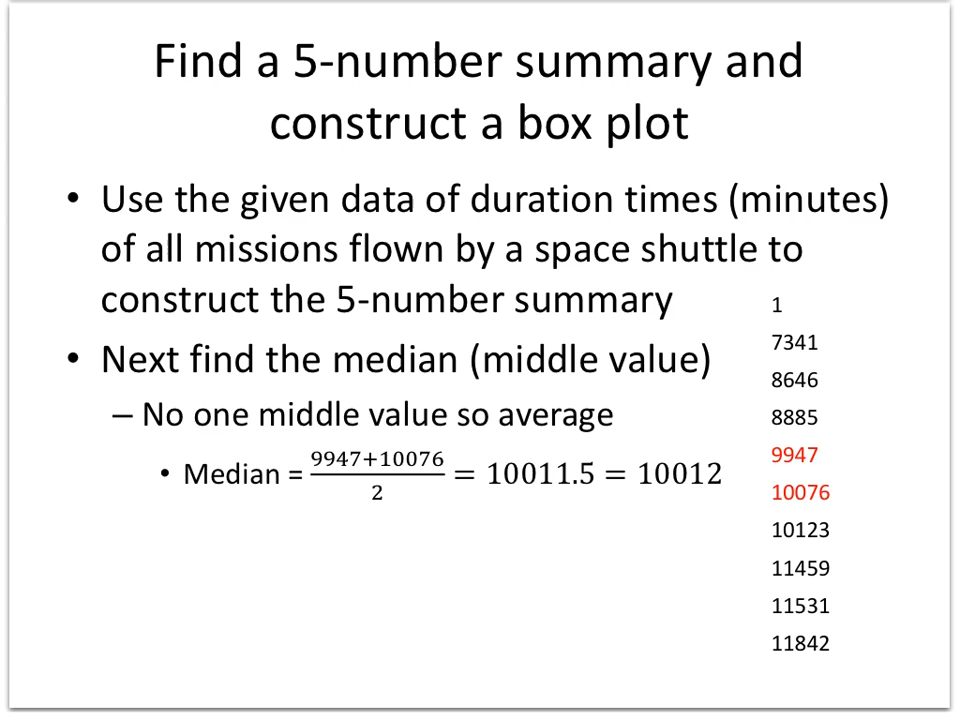 Find a 5-number summary and
construct a box plot
• Use the given data of duration times (minutes)
of all missions flown by a space shuttle to
construct the 5-number summary
• Next find the median (middle value)
– No one middle value so average
• Median = \frac{9947+10076}{2} = 10011.5 = 10012
1
7341
8646
8885
9947
10076
10123
11459
11531
11842